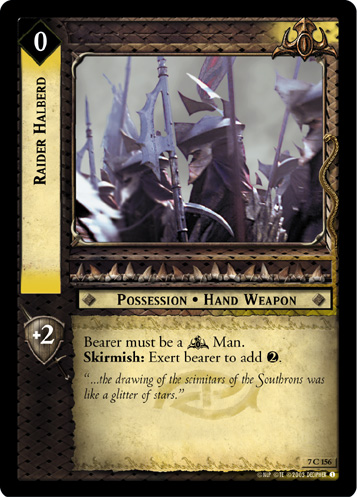 0
RAIDER HALBERD
POSSESSION • HAND WEAPON
+2
Bearer must be a Man.
Skirmish: Exert bearer to add 2.
“...the drawing of the scimitars of the Southrons was
like a glitter of stars.”
7 C 156